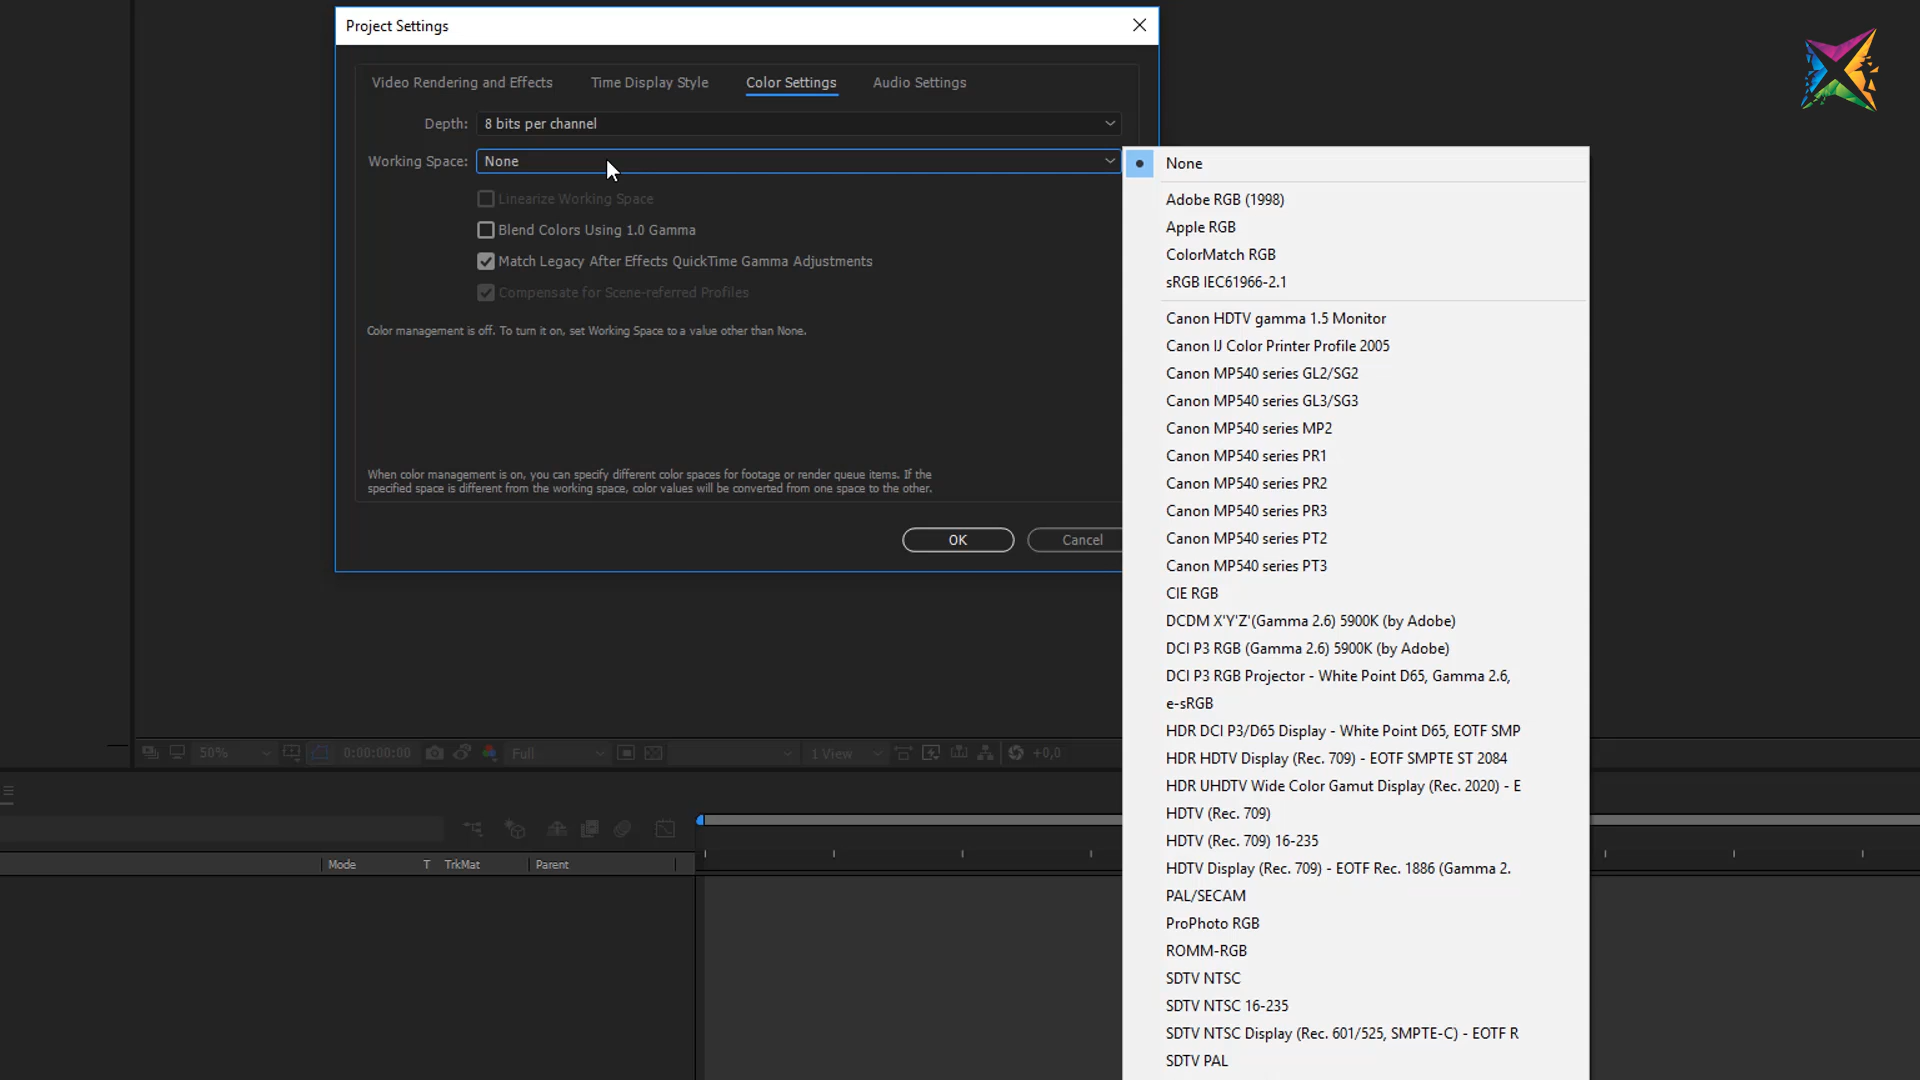 Project Settings
Video Rendering and Effects
Time Display Style
Color Settings
Audio Settings
Depth: 8 bits per channel
Working Space: None
Linearize Working Space
Blend Colors Using 1.0 Gamma
Match Legacy After Effects QuickTime Gamma Adjustments
Compensate for Scene-referred Profiles
Color management is off. To turn it on, set Working Space to a value other than None.
When color management is on, you can specify different color spaces for footage or render queue items. If the
specified space is different from the working space, color values will be converted from one space to the other.
OK
Cancel
None
Adobe RGB (1998)
Apple RGB
ColorMatch RGB
sRGB IEC61966-2.1
Canon HDTV gamma 1.5 Monitor
Canon IJ Color Printer Profile 2005
Canon MP540 series GL2/SG2
Canon MP540 series GL3/SG3
Canon MP540 series MP2
Canon MP540 series PR1
Canon MP540 series PR2
Canon MP540 series PR3
Canon MP540 series PT2
Canon MP540 series PT3
CIE RGB
DCDM X'Y'Z'(Gamma 2.6) 5900K (by Adobe)
DCI P3 RGB (Gamma 2.6) 5900K (by Adobe)
DCI P3 RGB Projector - White Point D65, Gamma 2.6,
e-sRGB
HDR DCI P3/D65 Display - White Point D65, EOTF SMP
HDR HDTV Display (Rec. 709) - EOTF SMPTE ST 2084
HDR UHDTV Wide Color Gamut Display (Rec. 2020) - E
HDTV (Rec. 709)
HDTV (Rec. 709) 16-235
HDTV Display (Rec. 709) - EOTF Rec. 1886 (Gamma 2.
PAL/SECAM
ProPhoto RGB
ROMM-RGB
SDTV NTSC
SDTV NTSC 16-235
SDTV NTSC Display (Rec. 601/525, SMPTE-C) - EOTF R
SDTV PAL
50%
0:00:00:00
Full
1 View
+0,0
Mode
T
TrkMat
Parent